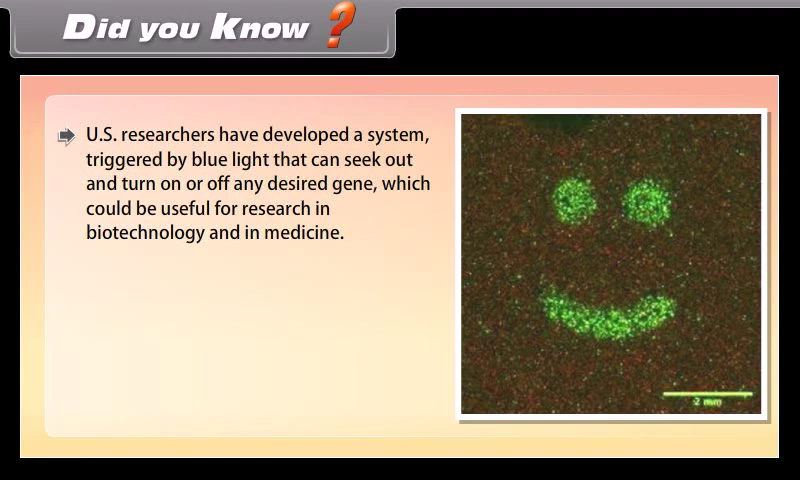 Did you Know ?
U.S. researchers have developed a system,
triggered by blue light that can seek out
and turn on or off any desired gene, which
could be useful for research in
biotechnology and in medicine.
2 mm